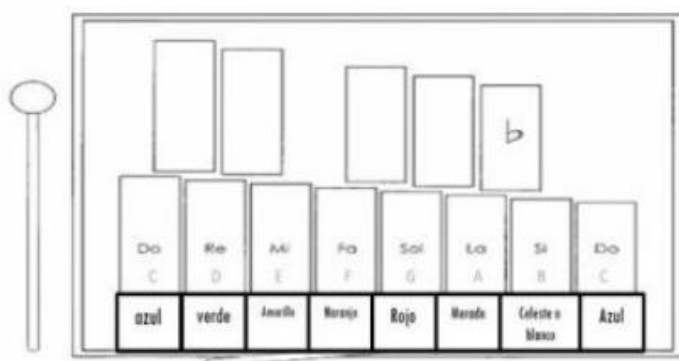 ♭
Do Re Mi Fa Sol La Si Do
C D E F G A B C
azul verde Amarillo Naranja Rojo Morado Celeste o blanco Azul